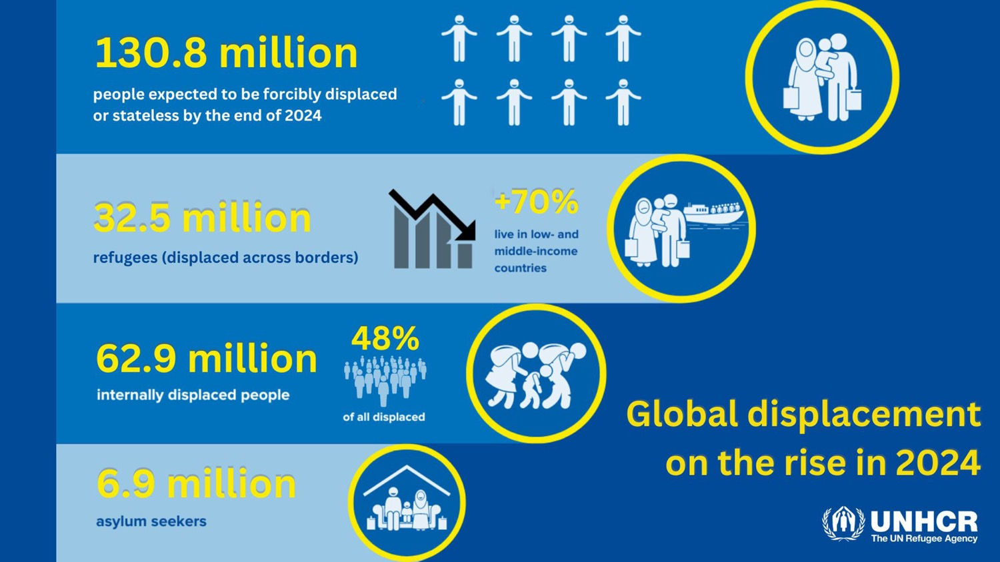 130.8 million
people expected to be forcibly displaced
or stateless by the end of 2024
32.5 million
refugees (displaced across borders)
+70%
live in low- and
middle-income
countries
62.9 million
internally displaced people
48%
of all displaced
6.9 million
asylum seekers
Global displacement
on the rise in 2024
UNHCR
The UN Refugee Agency